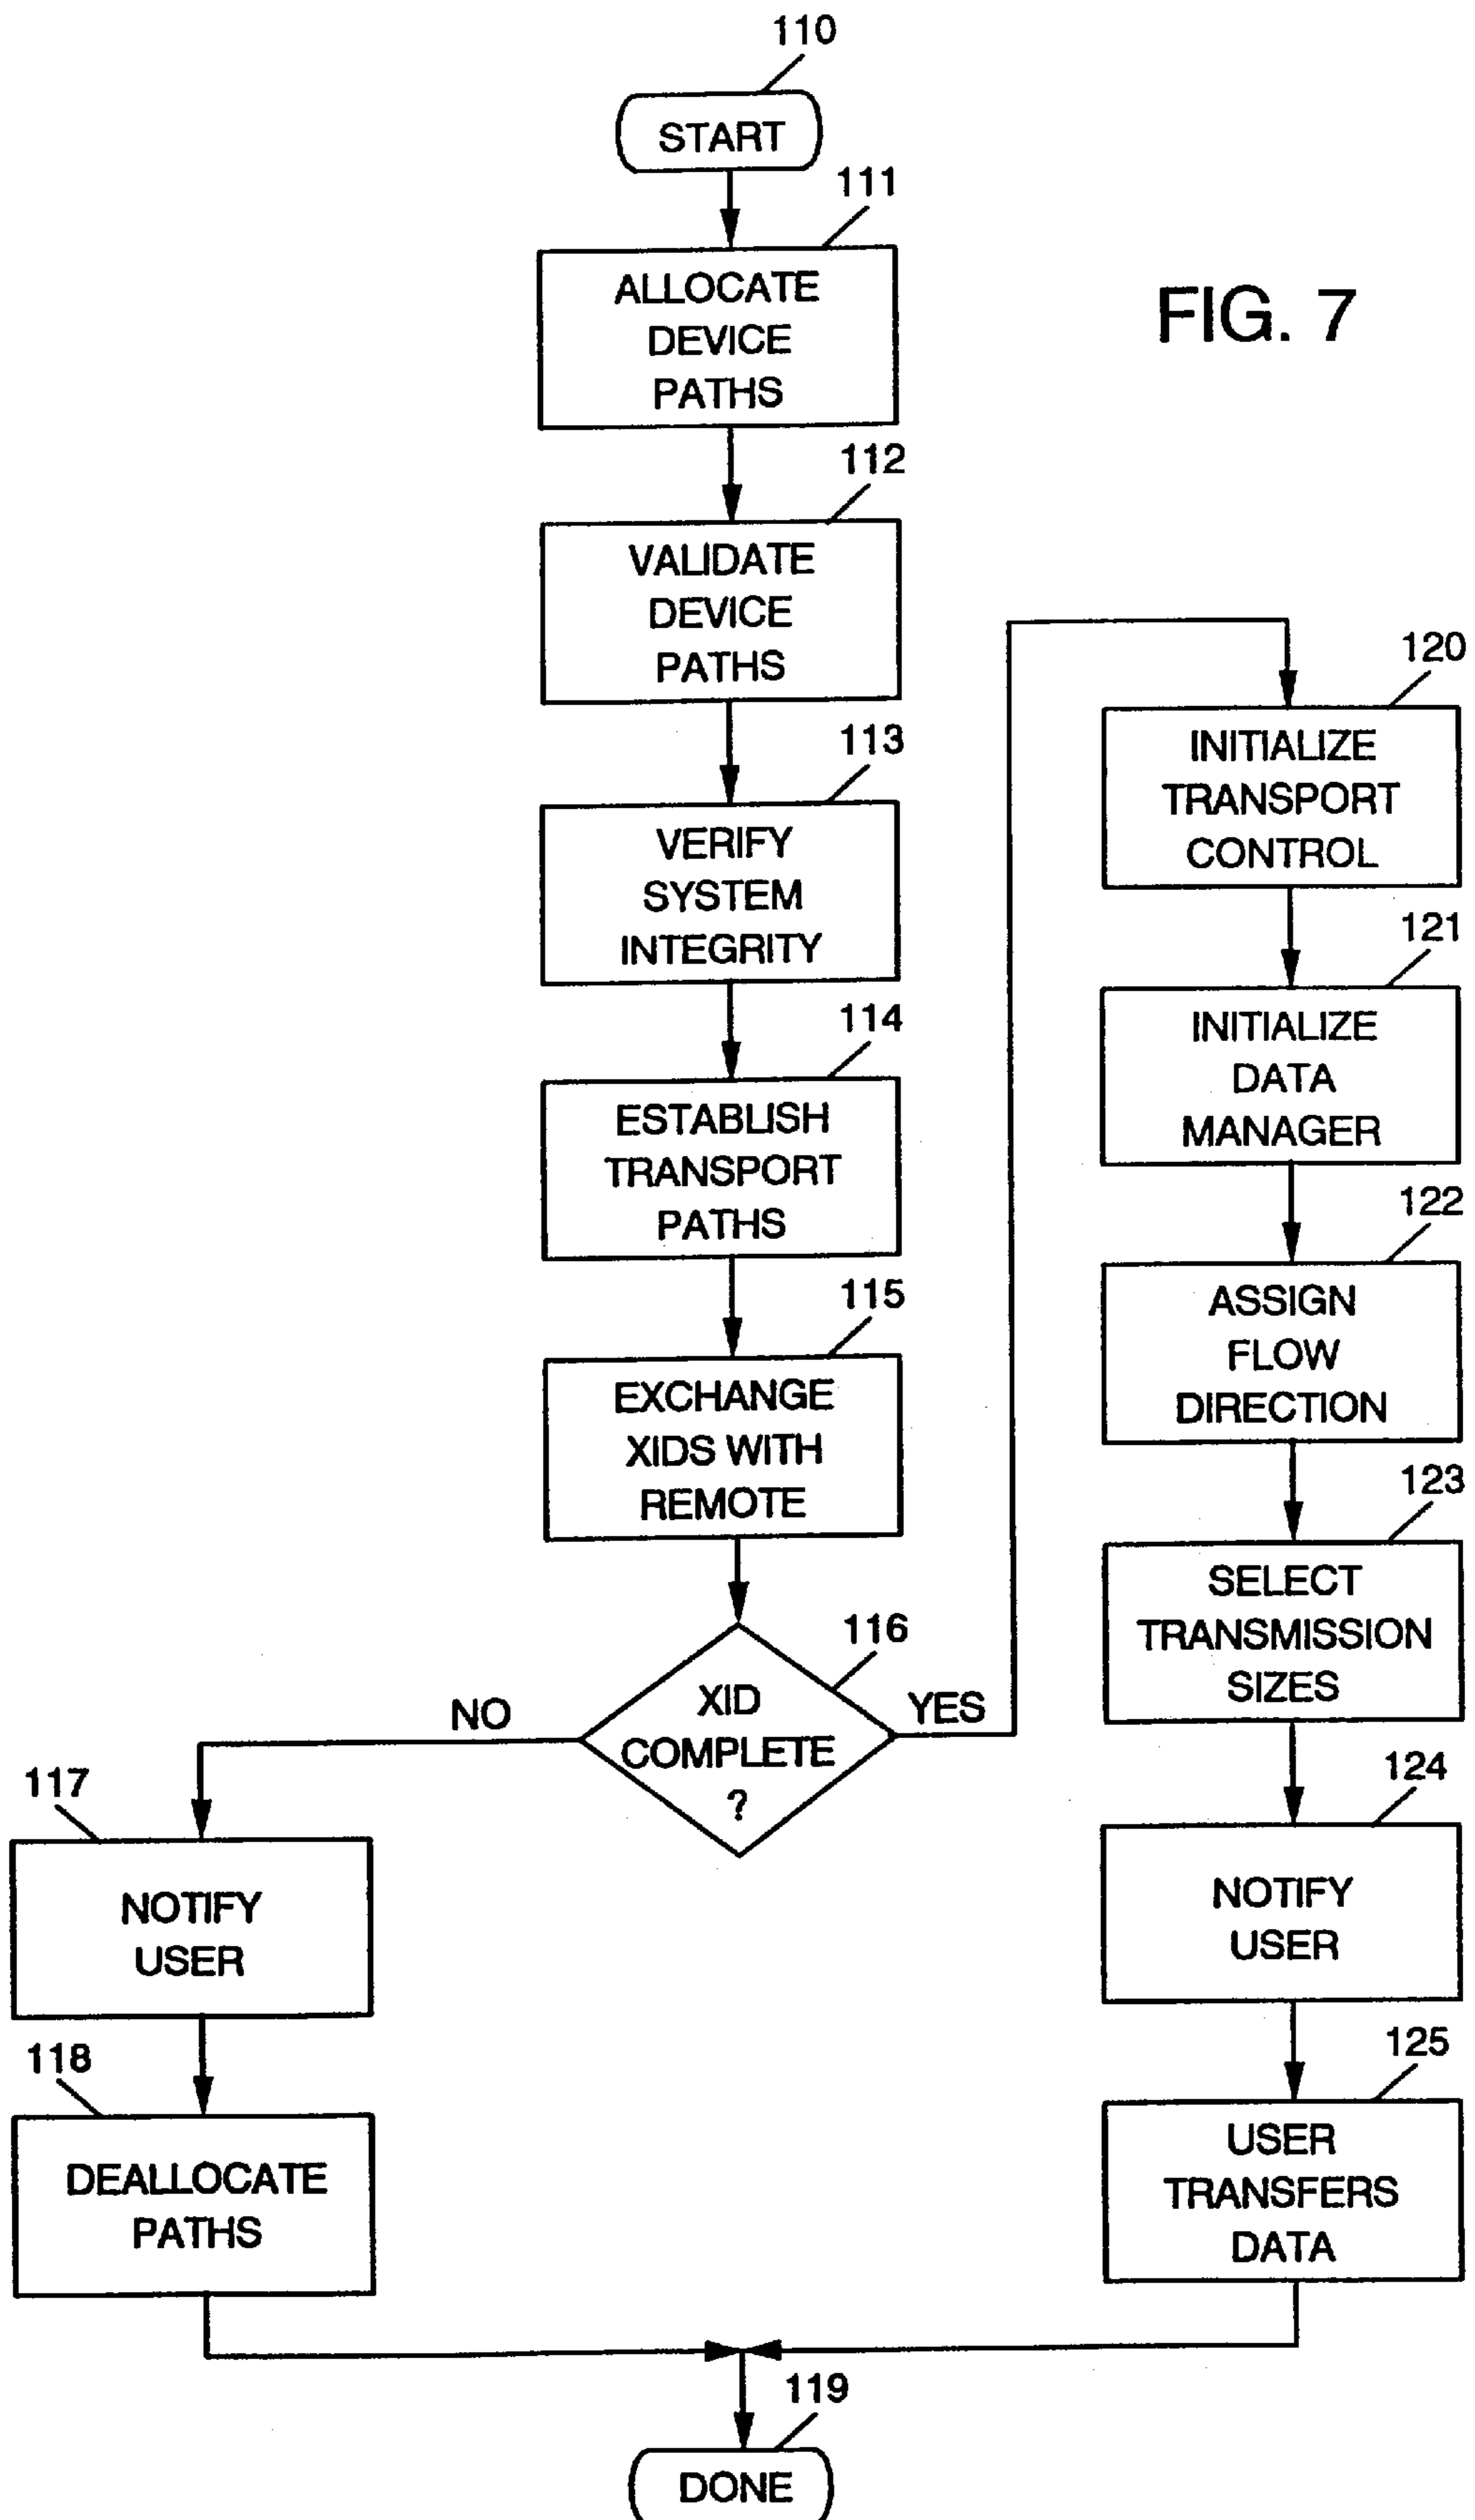 110
START
111
ALLOCATE
DEVICE
PATHS
FIG. 7
112
VALIDATE
DEVICE
PATHS
113
VERIFY
SYSTEM
INTEGRITY
114
ESTABLISH
TRANSPORT
PATHS
115
EXCHANGE
XIDS WITH
REMOTE
116
XID
COMPLETE
?
NO
YES
117
NOTIFY
USER
118
DEALLOCATE
PATHS
120
INITIALIZE
TRANSPORT
CONTROL
121
INITIALIZE
DATA
MANAGER
122
ASSIGN
FLOW
DIRECTION
123
SELECT
TRANSMISSION
SIZES
124
NOTIFY
USER
125
USER
TRANSFERS
DATA
119
DONE